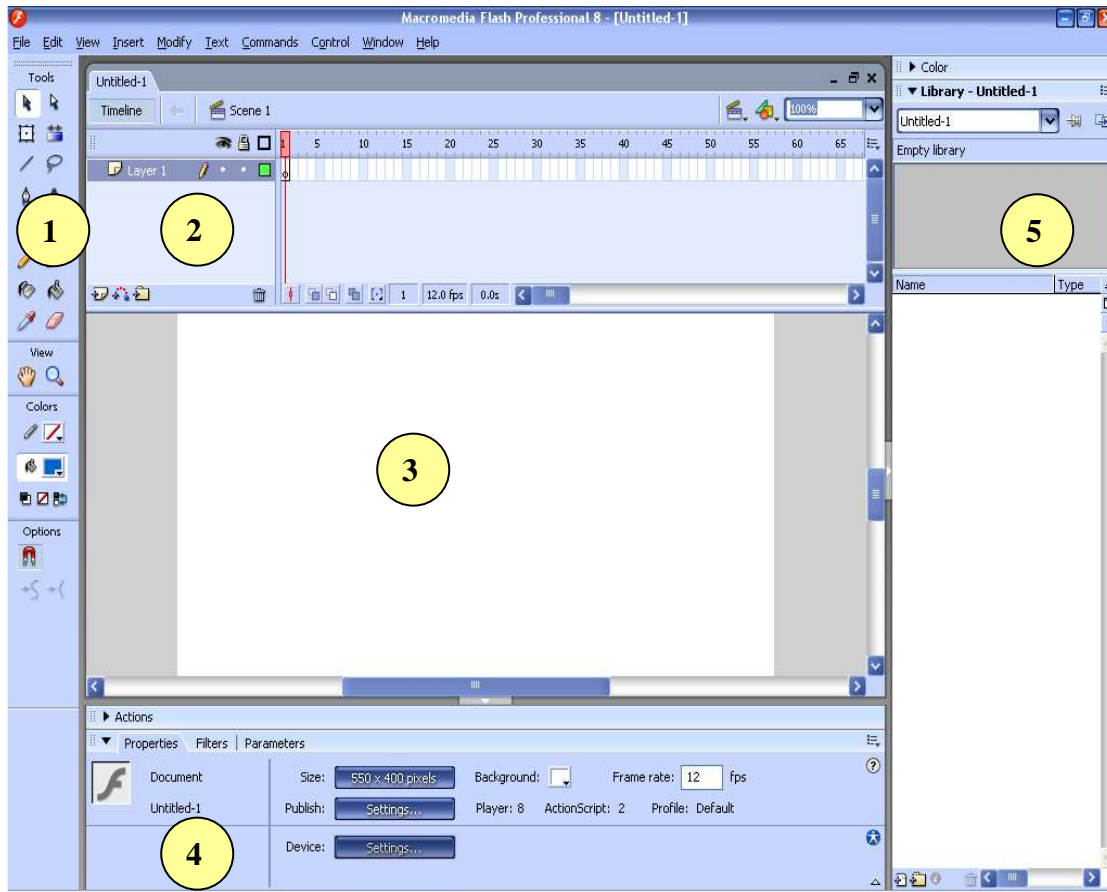 Macromedia Flash Professional 8 - [Untitled-1]
File Edit View Insert Modify Text Commands Control Window Help
Tools
Untitled-1
Timeline
Scene 1
100%
1 5 10 15 20 25 30 35 40 45 50 55 60 65
Layer 1
1
2
1 12.0 fps 0.0s
View
Colors
Options
3
Actions
Properties Filters Parameters
Document
Untitled-1
Size: 550 x 400 pixels Background: Frame rate: 12 fps
Publish: Settings... Player: 8 ActionScript: 2 Profile: Default
Device: Settings...
4
Color
Library - Untitled-1
Untitled-1
Empty library
5
Name Type